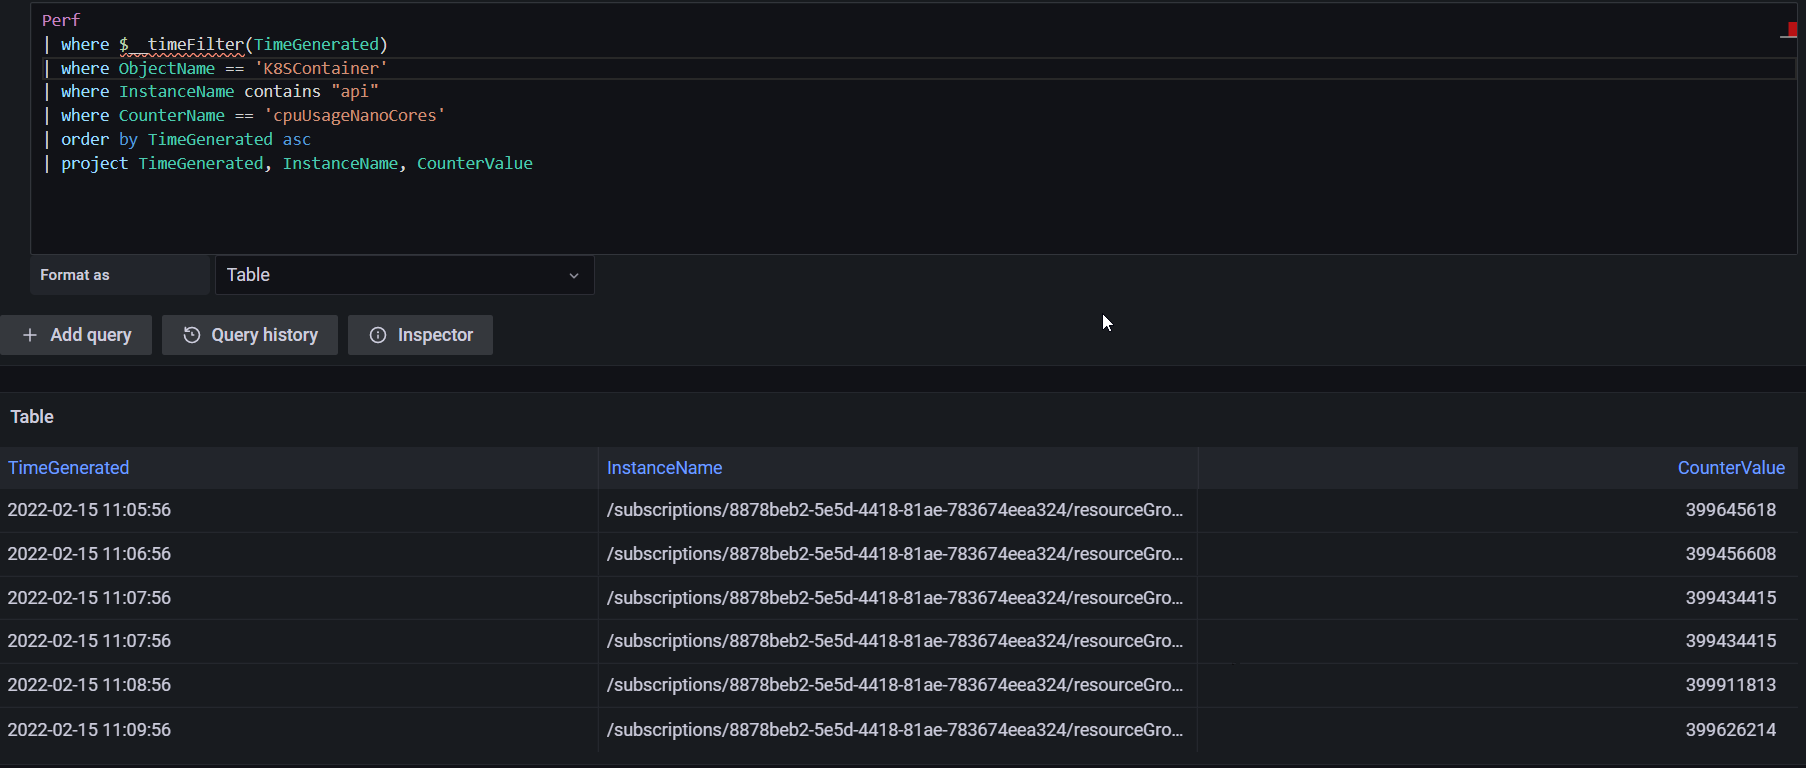 Perf
| where $__timeFilter(TimeGenerated)
| where ObjectName == 'K8SContainer'
| where InstanceName contains "api"
| where CounterName == 'cpuUsageNanoCores'
| order by TimeGenerated asc
| project TimeGenerated, InstanceName, CounterValue
Format as Table
+ Add query Query history Inspector
Table
TimeGenerated InstanceName CounterValue
2022-02-15 11:05:56 /subscriptions/8878beb2-5e5d-4418-81ae-783674eea324/resourceGro... 399645618
2022-02-15 11:06:56 /subscriptions/8878beb2-5e5d-4418-81ae-783674eea324/resourceGro... 399456608
2022-02-15 11:07:56 /subscriptions/8878beb2-5e5d-4418-81ae-783674eea324/resourceGro... 399434415
2022-02-15 11:07:56 /subscriptions/8878beb2-5e5d-4418-81ae-783674eea324/resourceGro... 399434415
2022-02-15 11:08:56 /subscriptions/8878beb2-5e5d-4418-81ae-783674eea324/resourceGro... 399911813
2022-02-15 11:09:56 /subscriptions/8878beb2-5e5d-4418-81ae-783674eea324/resourceGro... 399626214